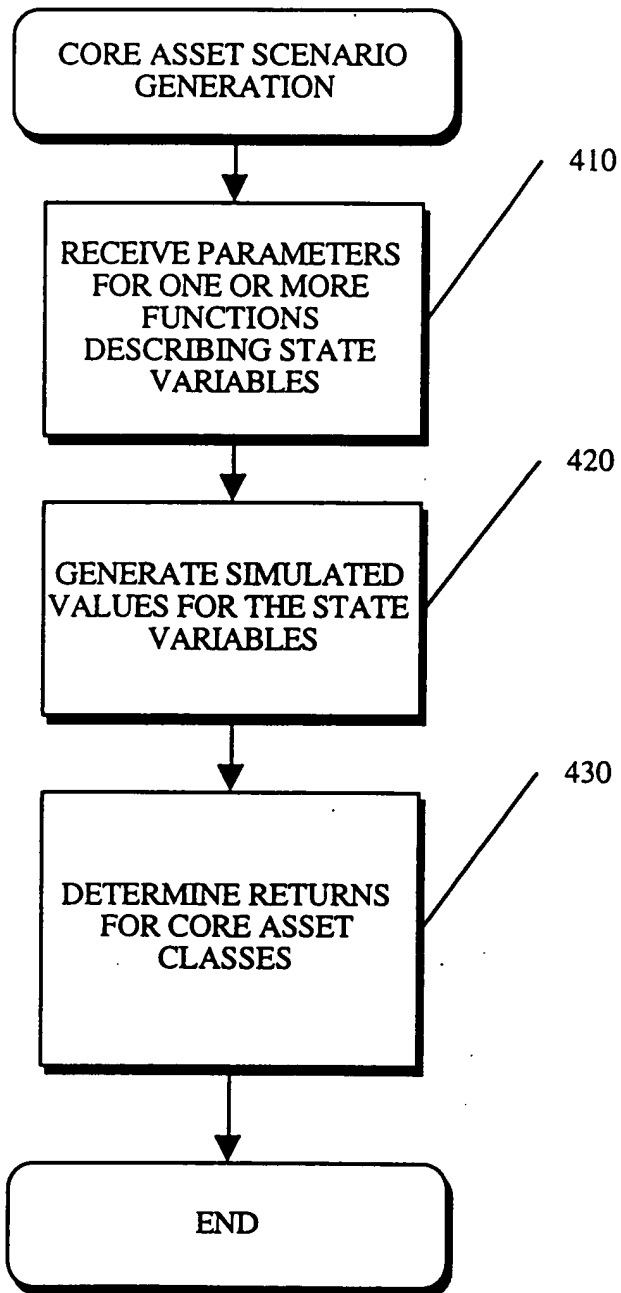 CORE ASSET SCENARIO
GENERATION
410
RECEIVE PARAMETERS
FOR ONE OR MORE
FUNCTIONS
DESCRIBING STATE
VARIABLES
420
GENERATE SIMULATED
VALUES FOR THE STATE
VARIABLES
430
DETERMINE RETURNS
FOR CORE ASSET
CLASSES
END